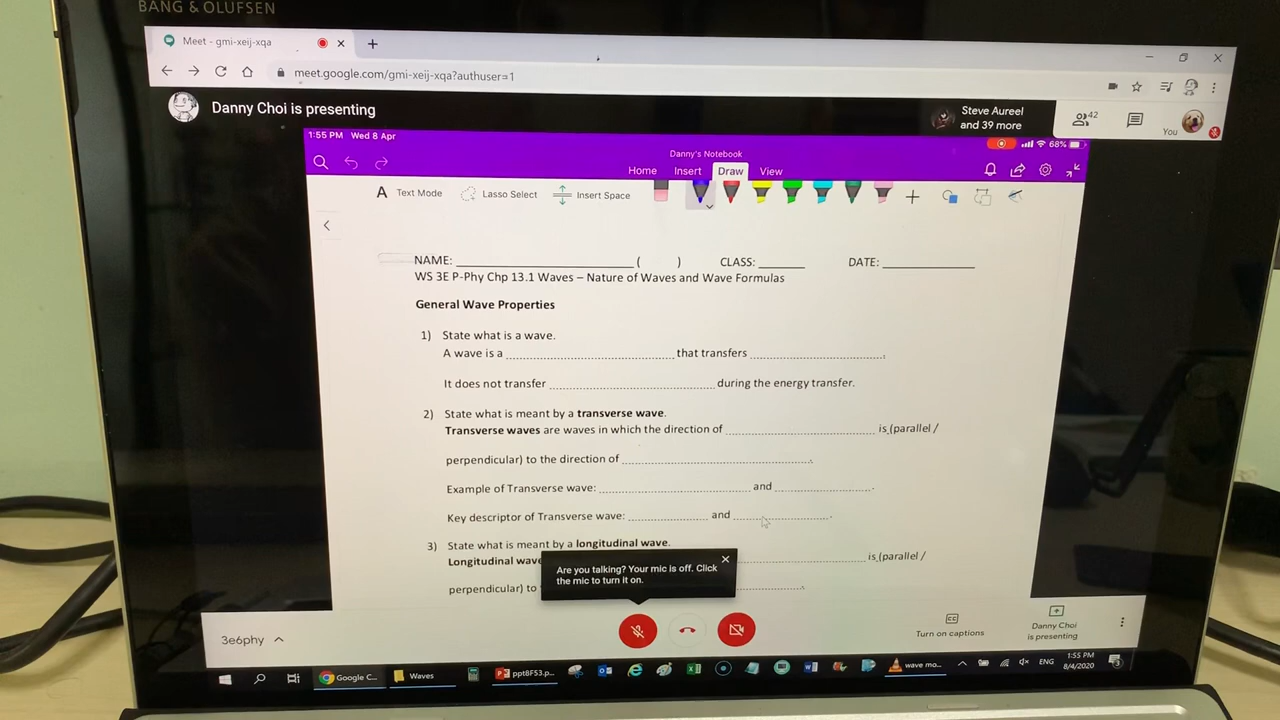 BANG & OLUFSEN
Meet - gmi-xeij-xqa
meet.google.com/gmi-xeij-xqa?authuser=1
Danny Choi is presenting
Steve Aureel
and 39 more
42
You
1:55 PM Wed 8 Apr
68%
Danny's Notebook
Home Insert Draw View
A Text Mode Lasso Select Insert Space
NAME: ____________ ( ) CLASS: ______ DATE: ____________
WS 3E P-Phy Chp 13.1 Waves – Nature of Waves and Wave Formulas
General Wave Properties
1) State what is a wave.
A wave is a ............ that transfers ............
It does not transfer ............ during the energy transfer.
2) State what is meant by a transverse wave.
Transverse waves are waves in which the direction of ............ is (parallel /
perpendicular) to the direction of ............
Example of Transverse wave: ............ and ............
Key descriptor of Transverse wave: ............ and ............
3) State what is meant by a longitudinal wave.
Longitudinal wave ............ is (parallel /
perpendicular) to ............
Are you talking? Your mic is off. Click
the mic to turn it on.
3e6phy
Turn on captions
Danny Choi
is presenting
Google C...
Waves
ppt8F53.p...
wave mo...
ENG
1:55 PM
8/4/2020
3